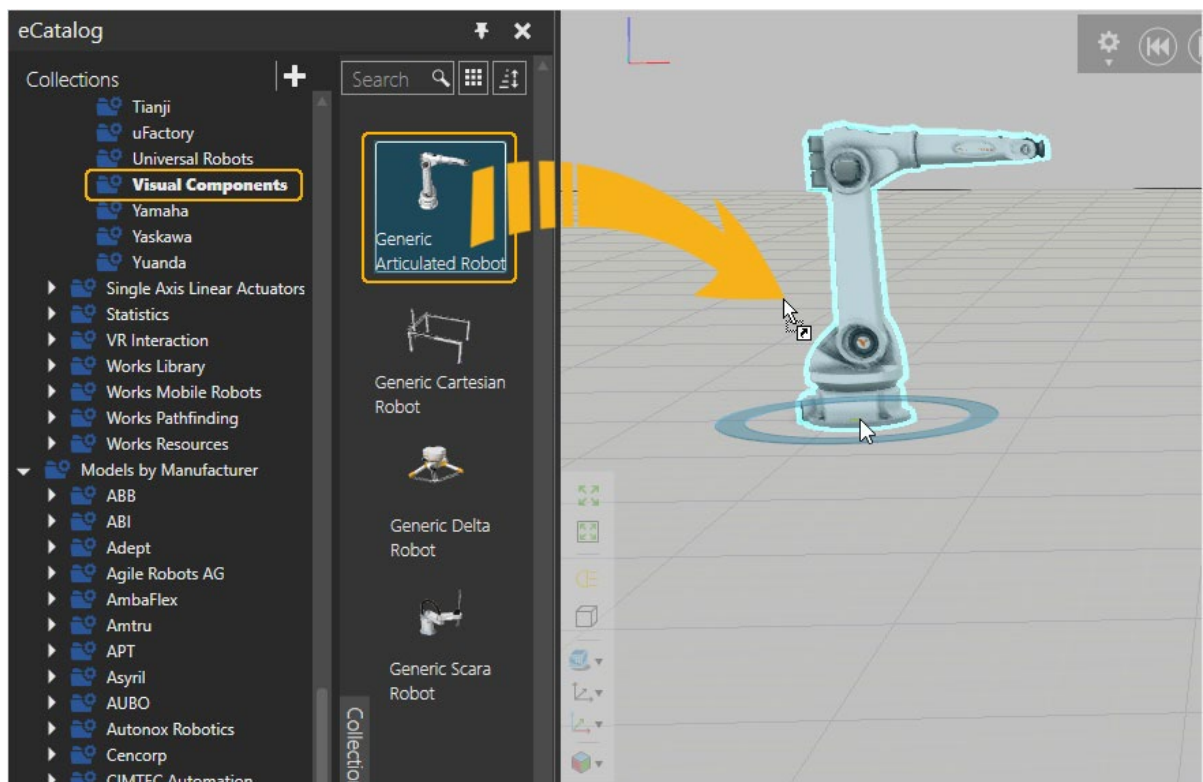 eCatalog
Collections
Tianji
uFactory
Universal Robots
Visual Components
Yamaha
Yaskawa
Yuanda
Single Axis Linear Actuators
Statistics
VR Interaction
Works Library
Works Mobile Robots
Works Pathfinding
Works Resources
Models by Manufacturer
ABB
ABI
Adept
Agile Robots AG
AmbaFlex
Amtru
APT
Asyril
AUBO
Autonox Robotics
Cencorp
CIMTEC Automation
Search
Generic
Articulated Robot
Generic Cartesian
Robot
Generic Delta
Robot
Generic Scara
Robot
Collectio